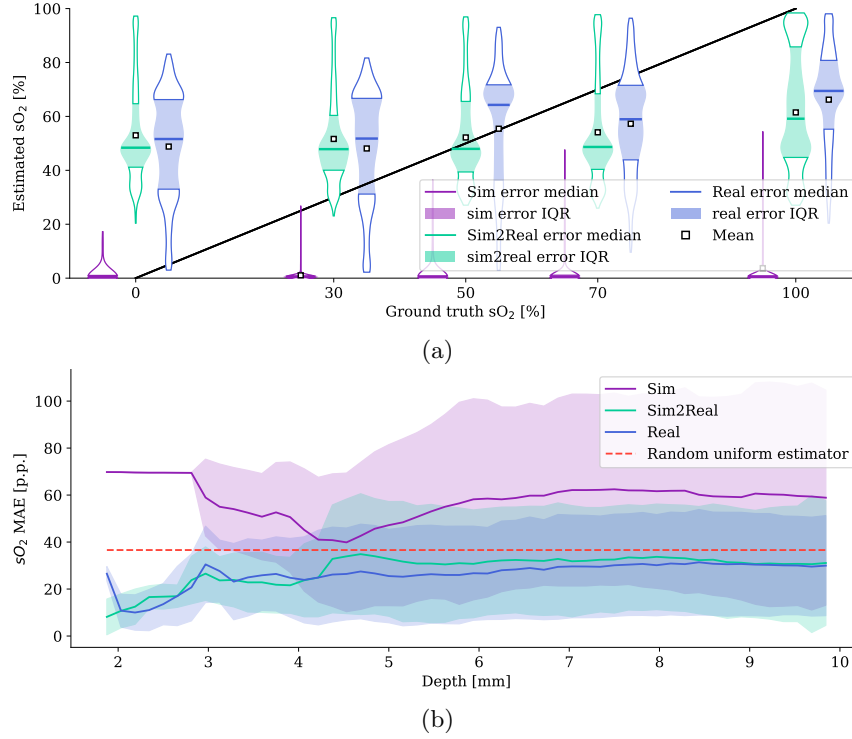 100
80
60
40
20
0
Estimated sO2 [%]
Sim error median
sim error IQR
Sim2Real error median
sim2real error IQR
Real error median
real error IQR
Mean
0 30 50 70 100
Ground truth sO2 [%]
(a)
100
80
60
40
20
0
sO2 MAE [p.p.]
Sim
Sim2Real
Real
Random uniform estimator
2 3 4 5 6 7 8 9 10
Depth [mm]
(b)